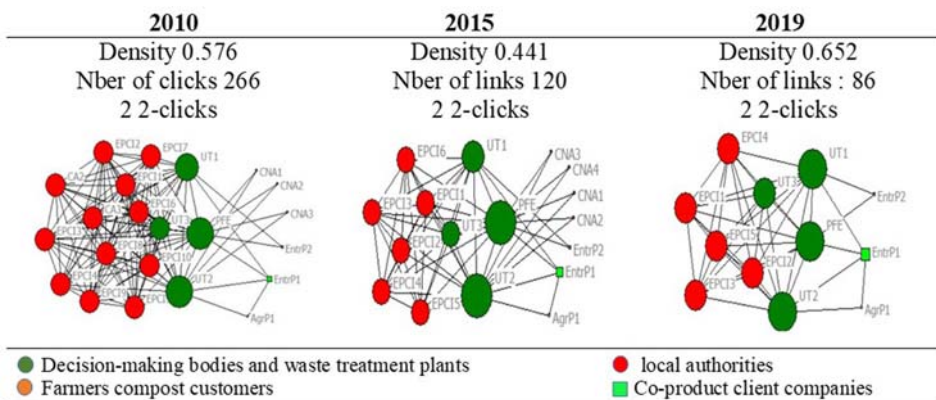 2010
2015
2019
Density 0.576
Density 0.441
Density 0.652
Nber of clicks 266
Nber of links 120
Nber of links : 86
2 2-clicks
2 2-clicks
2 2-clicks
EPCI2
EPCI7
UT1
CA2
CNA1
CNA2
CNA3
PFE
EntrP2
EntrP1
EPCI10
UT2
AgrP1
EPCI6
UT1
CNA3
CNA4
EPCI1
CNA1
EPCI3
PFE
CNA2
UT3
EPCI2
EntrP2
EntrP1
UT2
EPCI4
EPCI5
AgrP1
EPCI4
UT1
UT3
EPCI1
EntrP2
PFE
EPCI5
EntrP1
EPCI2
EPCI3
UT2
AgrP1
Decision-making bodies and waste treatment plants
local authorities
Farmers compost customers
Co-product client companies